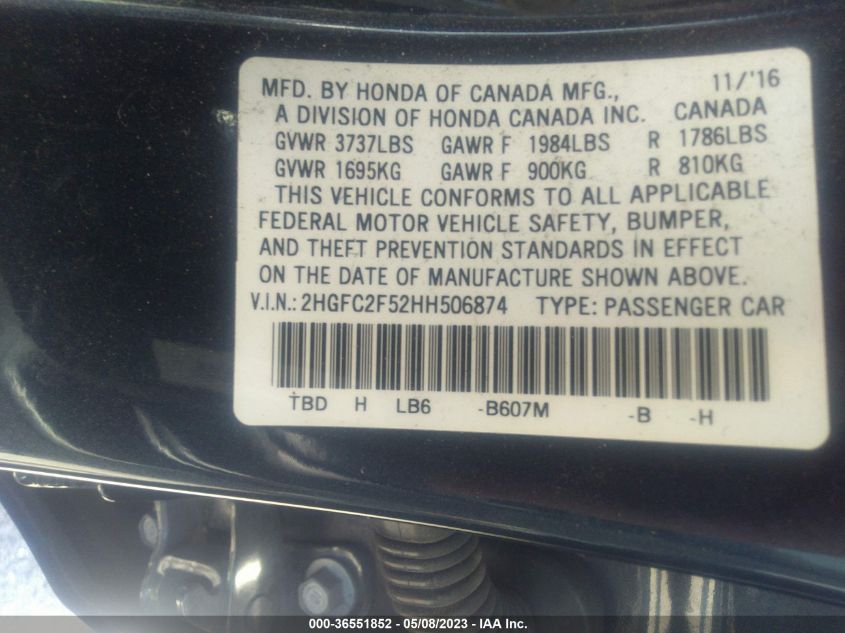 MFD. BY HONDA OF CANADA MFG., 11/'16
A DIVISION OF HONDA CANADA INC. CANADA
GVWR 3737LBS GAWR F 1984LBS R 1786LBS
GVWR 1695KG GAWR F 900KG R 810KG
THIS VEHICLE CONFORMS TO ALL APPLICABLE
FEDERAL MOTOR VEHICLE SAFETY, BUMPER,
AND THEFT PREVENTION STANDARDS IN EFFECT
ON THE DATE OF MANUFACTURE SHOWN ABOVE.
V.I.N.: 2HGFC2F52HH506874 TYPE: PASSENGER CAR
TBD H LB6 -B607M -B -H
000-36551852 - 05/08/2023 - IAA Inc.